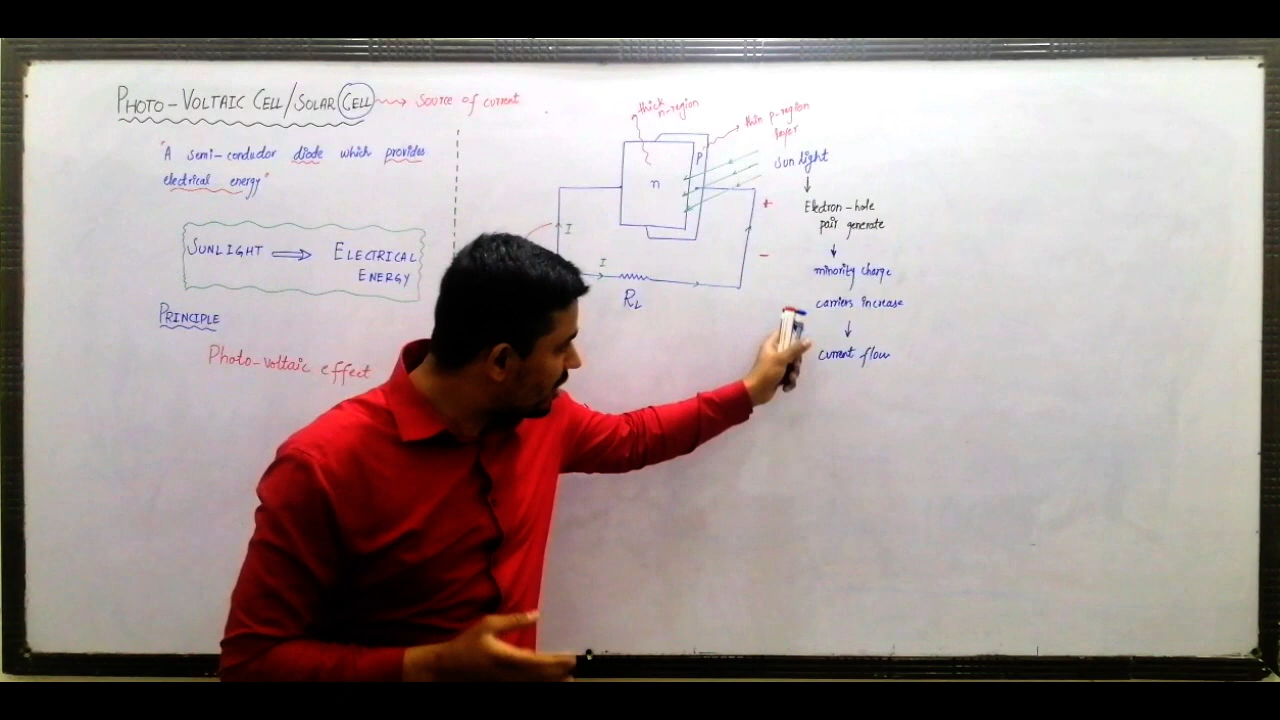 PHOTO-VOLTAIC CELL/SOLAR CELL → Source of current
"A semi-conductor diode which provides
electrical energy"
SUNLIGHT ⇒ ELECTRICAL
ENERGY
PRINCIPLE
Photo-voltaic effect
thick
n-region
thin p-region
layer
P
n
Sun light
+
-
I
I
RL
↓
Electron-hole
pair generate
↓
minority charge
carriers increase
↓
current flow